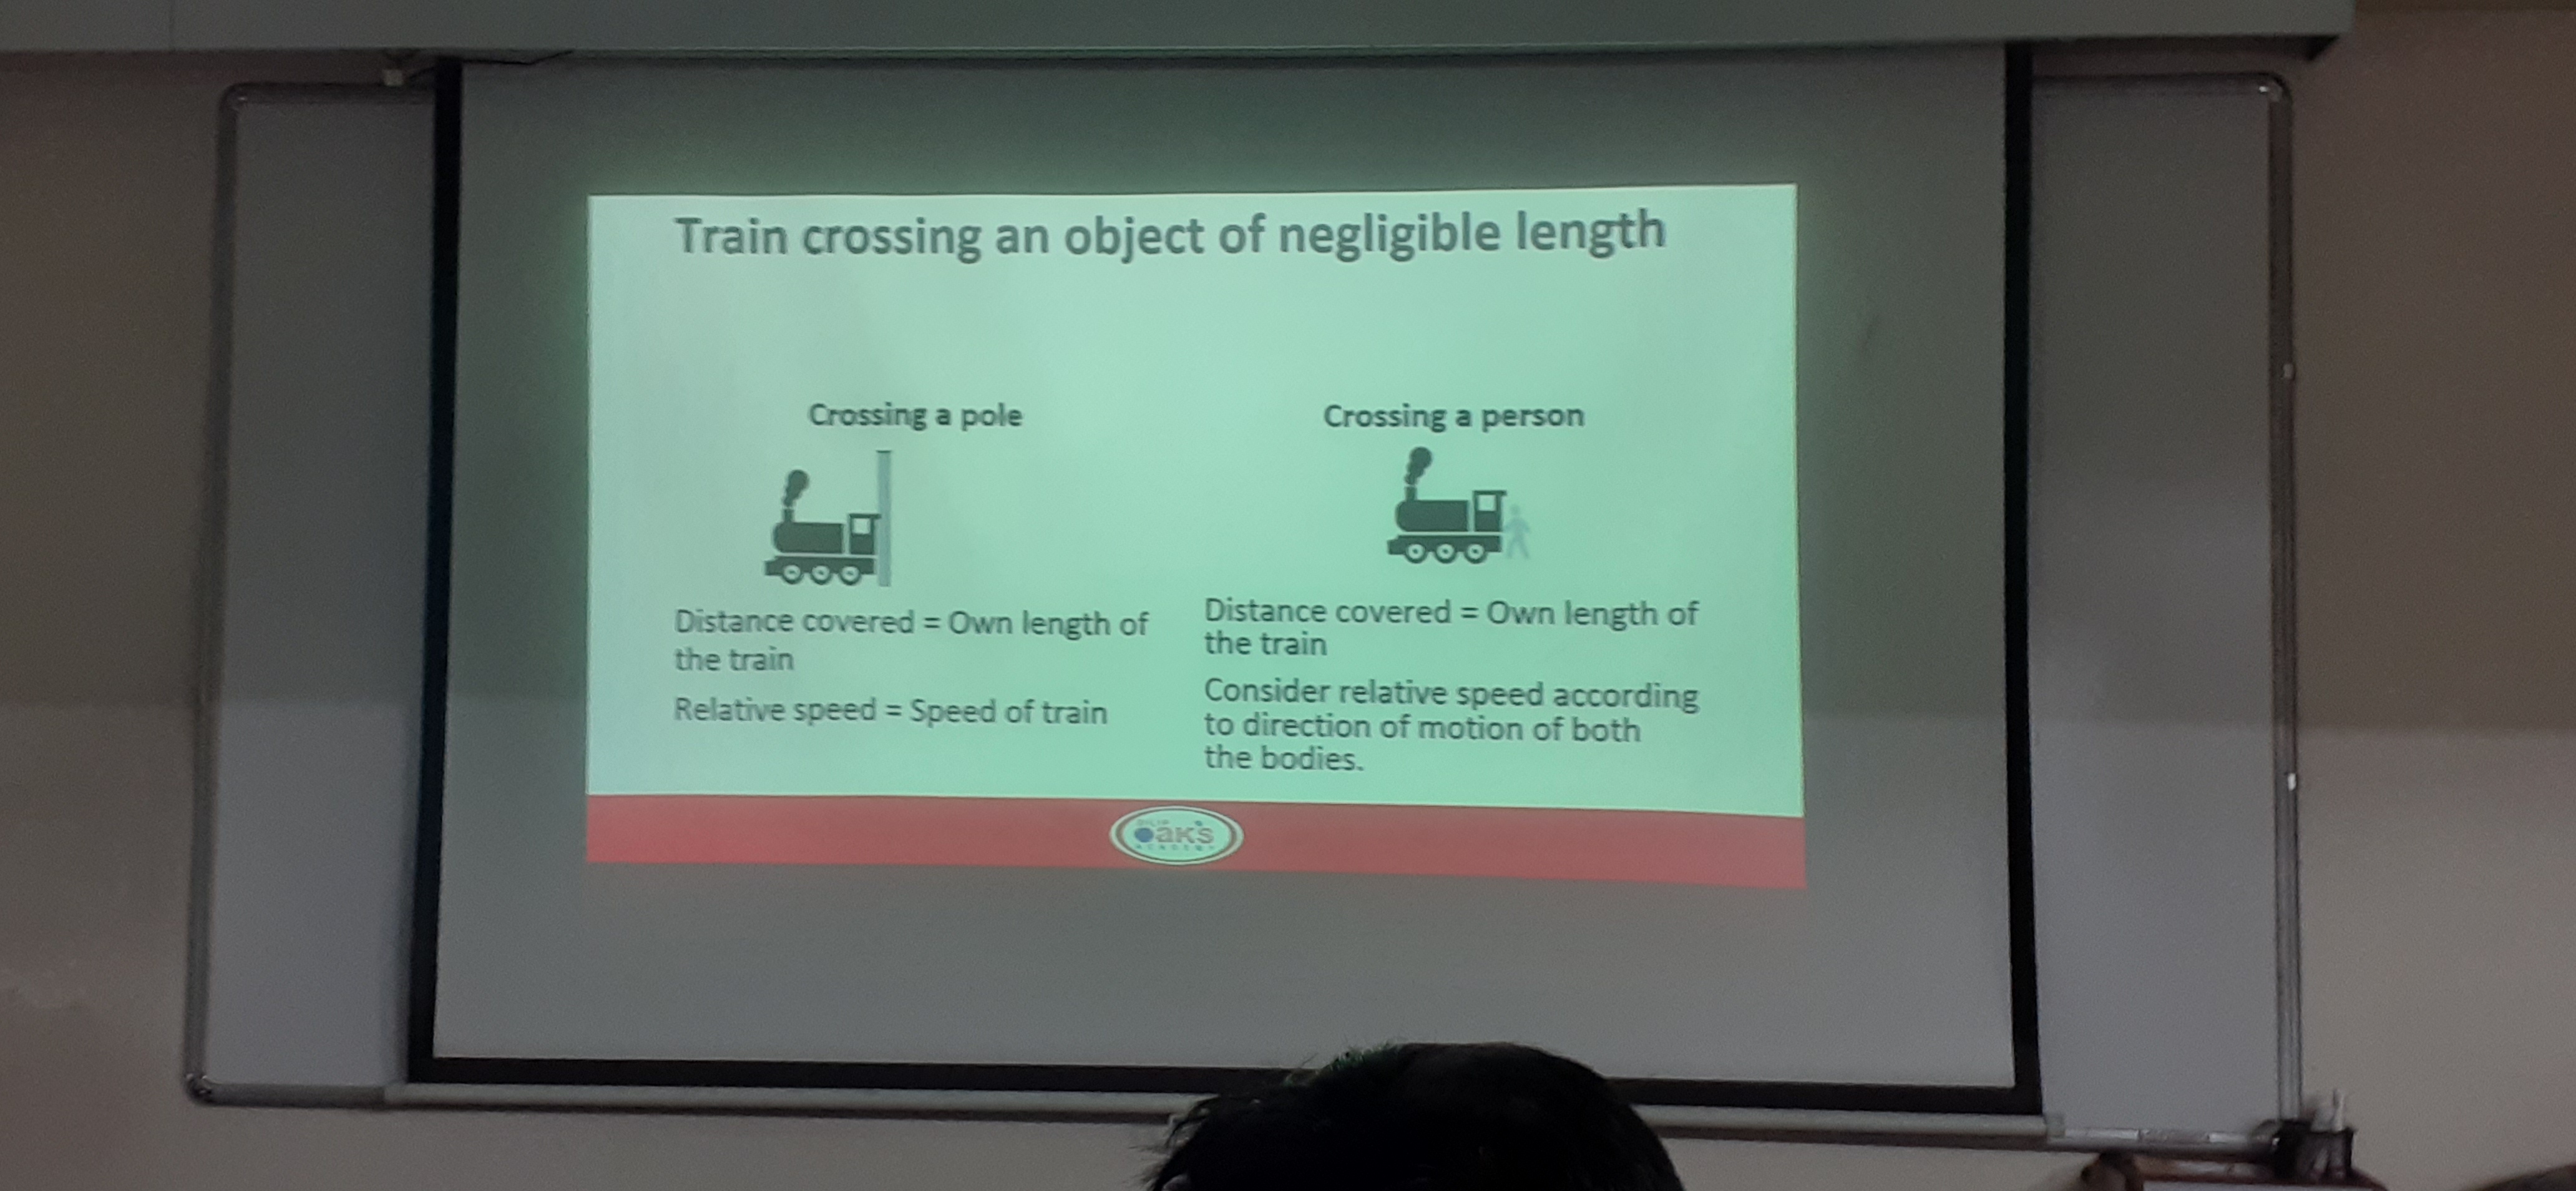 Train crossing an object of negligible length
Crossing a pole
Distance covered = Own length of
the train
Relative speed = Speed of train
Crossing a person
Distance covered = Own length of
the train
Consider relative speed according
to direction of motion of both
the bodies.
DILIP
oaK's
ACADEMY